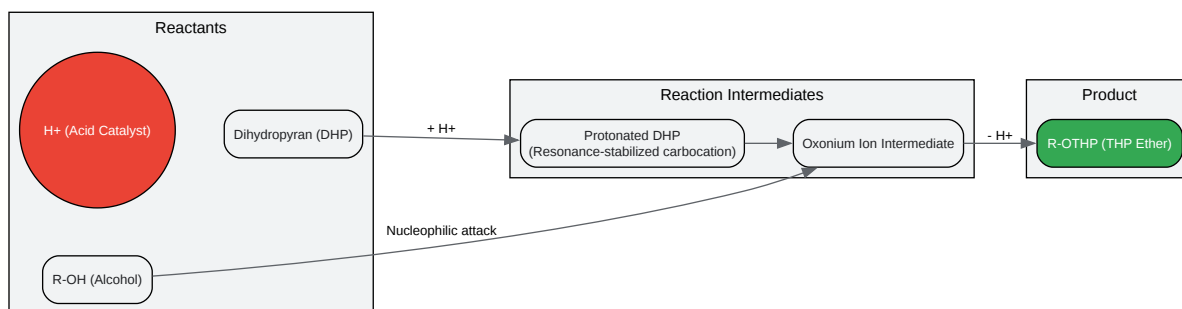 Reactants
H+ (Acid Catalyst)
Dihydropyran (DHP)
R-OH (Alcohol)
+ H+
Nucleophilic attack
Reaction Intermediates
Protonated DHP
(Resonance-stabilized carbocation)
Oxonium Ion Intermediate
- H+
Product
R-OTHP (THP Ether)